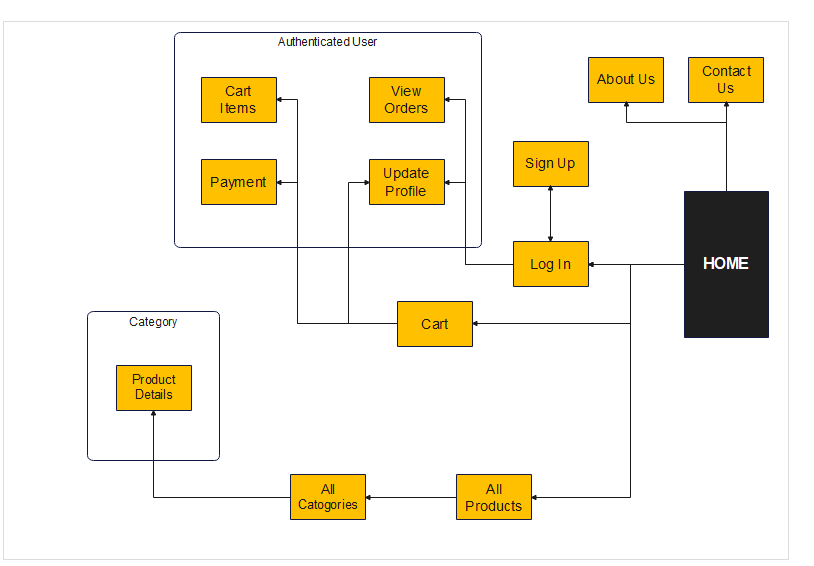 Authenticated User
Cart
Items
View
Orders
About Us
Contact
Us
Payment
Update
Profile
Sign Up
Log In
HOME
Cart
Category
Product
Details
All
Catogories
All
Products